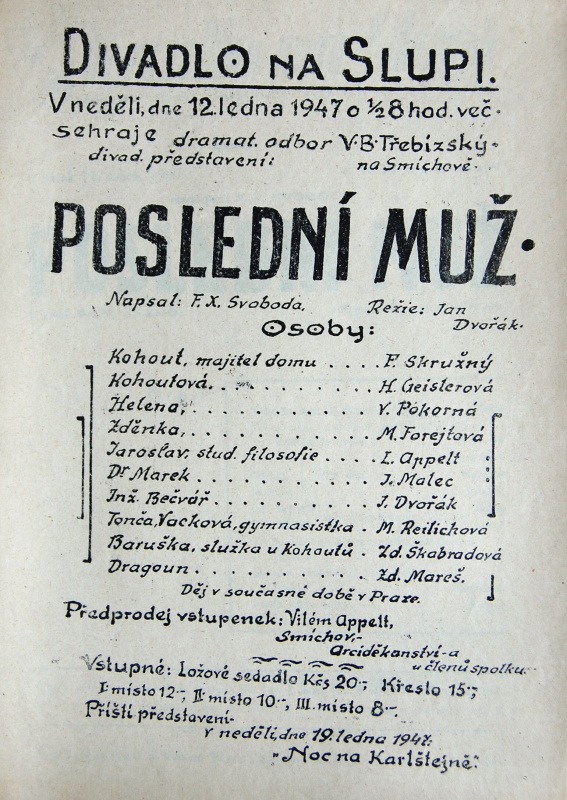 DIVADLO NA SLUPI.
V neděli, dne 12. ledna 1947 o ½8 hod. več.
sehraje dramat. odbor V. B. Třebízský
divad. představení: na Smíchově.
POSLEDNÍ MUŽ.
Napsal: F. X. Svoboda. Režie: Jan
Dvořák.
Osoby:
Kohout, majitel domu .... F. Skružný
Kohoutová, ........ H. Geislerová
Helena, .......... V. Pokorná
Zděnka, .......... M. Forejtová
Jaroslav, stud. filosofie .... L. Appelt
Dr Marek ......... J. Malec
Inž. Bečvář ......... J. Dvořák
Tonča, Vacková, gymnasistka . M. Reilichová
Baruška, služka u Kohoutů . Zd. Škabradová
Dragoun .......... Zd. Mareš.
Děj v současné době v Praze.
Předprodej vstupenek: Vilém Appelt,
Smíchov,-
Arciděkanství-a
u členů spolku.
Vstupné: Ložové sedadlo Kčs 20.-, Křeslo 15.-,
I. místo 12.-, II. místo 10.-, III. místo 8.-.
Příští představení.
v neděli, dne 19. ledna 1947:
"Noc na Karlštejně."